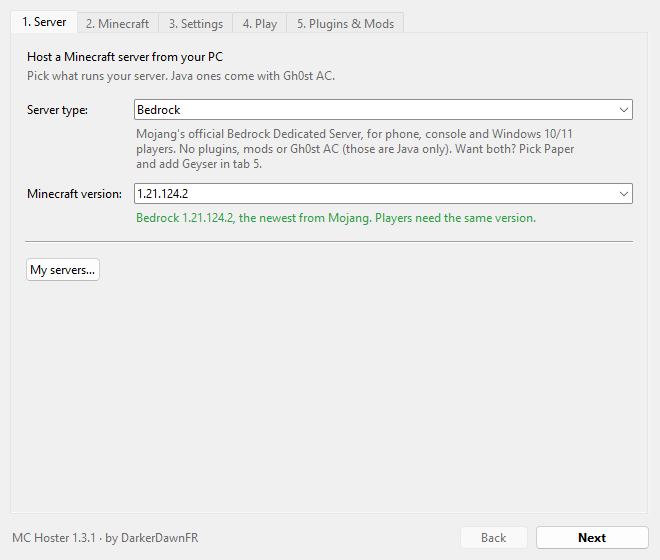 1. Server
2. Minecraft
3. Settings
4. Play
5. Plugins & Mods
Host a Minecraft server from your PC
Pick what runs your server. Java ones come with Gh0st AC.
Server type:
Bedrock
Mojang's official Bedrock Dedicated Server, for phone, console and Windows 10/11
players. No plugins, mods or Gh0st AC (those are Java only). Want both? Pick Paper
and add Geyser in tab 5.
Minecraft version:
1.21.124.2
Bedrock 1.21.124.2, the newest from Mojang. Players need the same version.
My servers...
MC Hoster 1.3.1 · by DarkerDawnFR
Back
Next